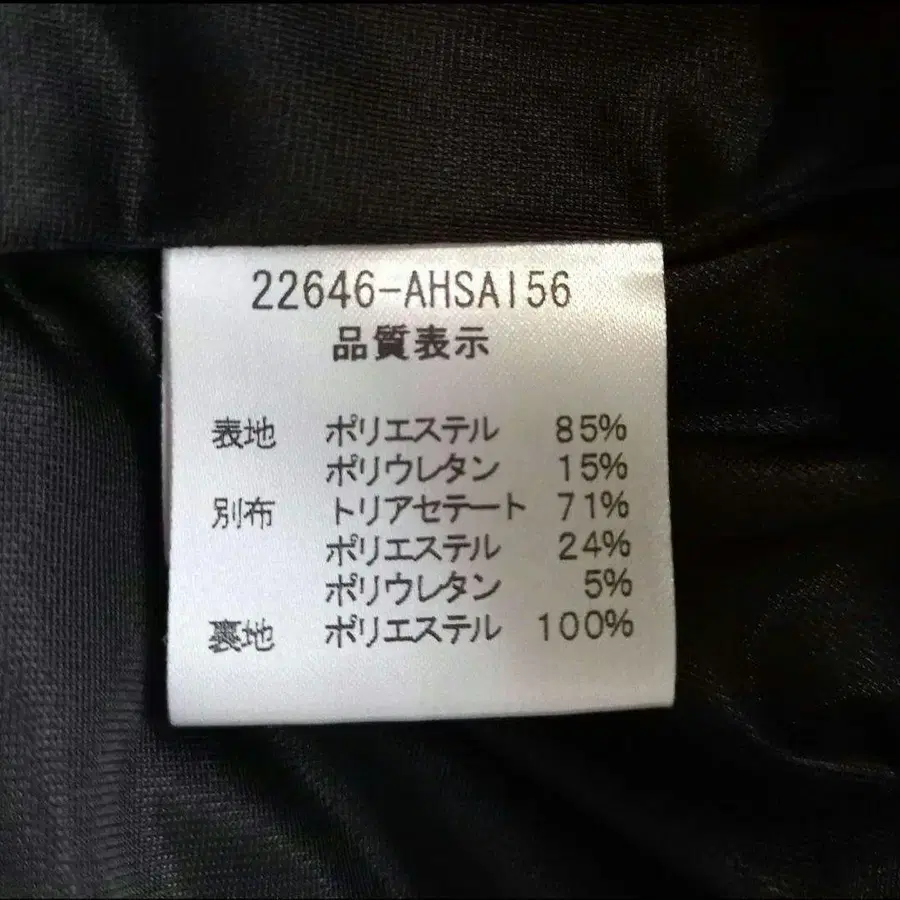 22646-AHSAI56
品質表示
表地 ポリエステル 85%
ポリウレタン 15%
別布 トリアセテート 71%
ポリエステル 24%
ポリウレタン 5%
裏地 ポリエステル 100%